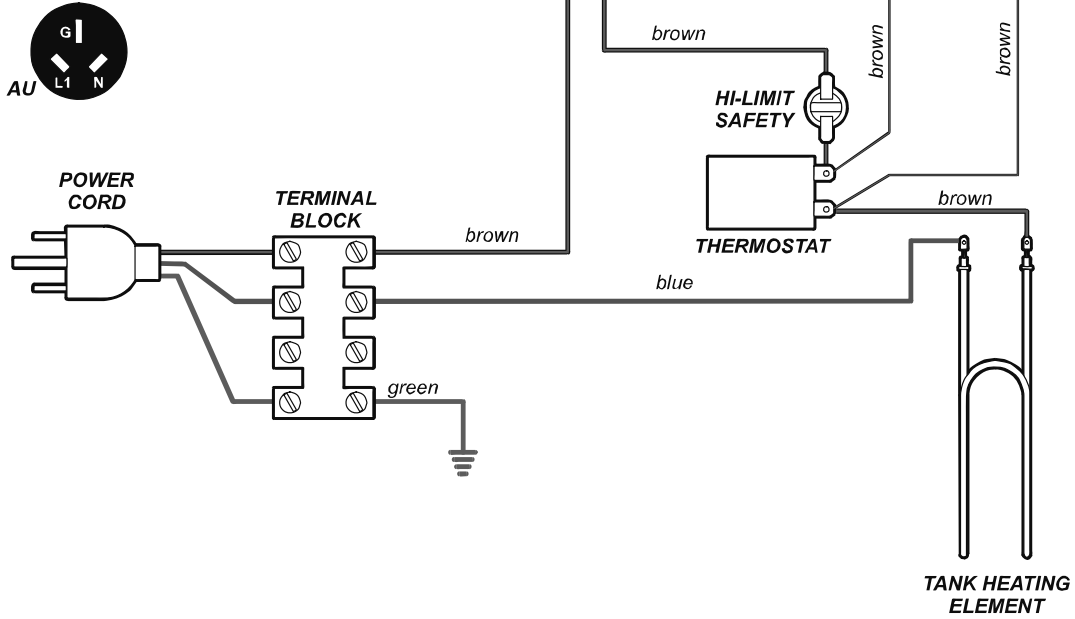 G
L1 N
AU
brown
brown
brown
HI-LIMIT
SAFETY
POWER
CORD
TERMINAL
BLOCK
brown
brown
THERMOSTAT
blue
green
TANK HEATING
ELEMENT